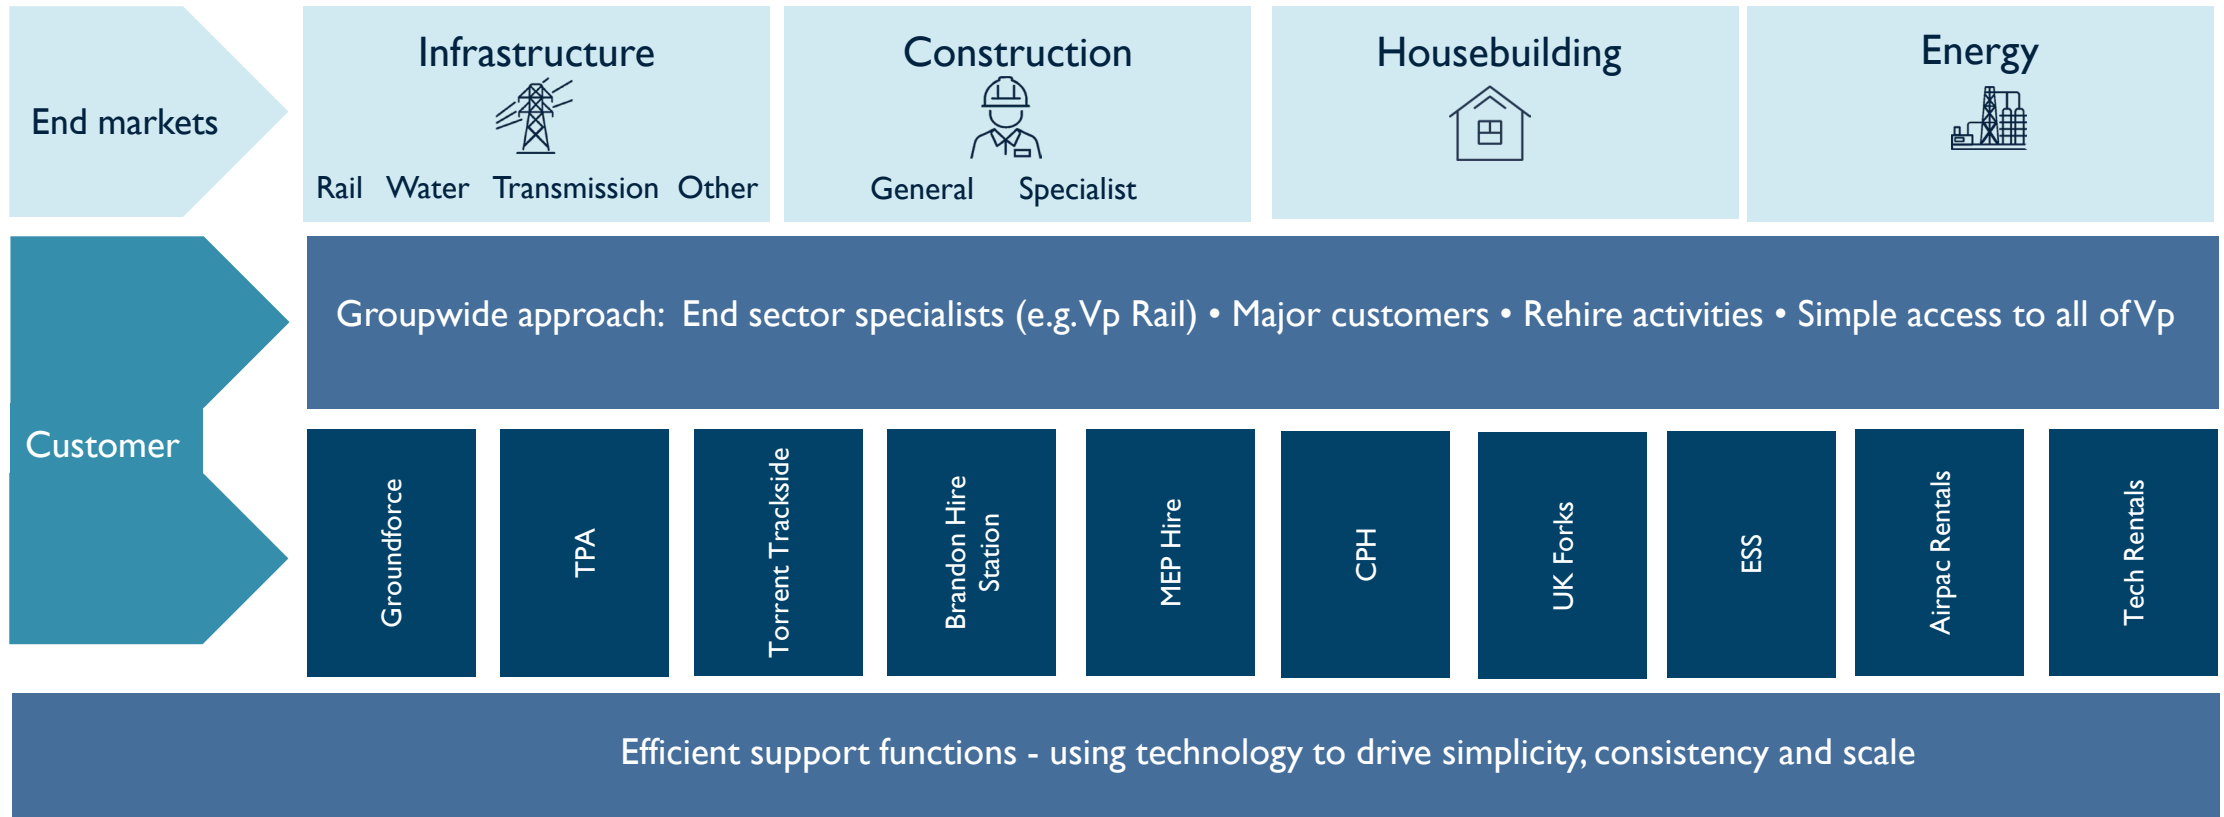 End markets
Infrastructure
Rail Water Transmission Other
Construction
General Specialist
Housebuilding
Energy
Customer
Groupwide approach: End sector specialists (e.g. Vp Rail) • Major customers • Rehire activities • Simple access to all of Vp
Groundforce
TPA
Torrent Trackside
Brandon Hire
Station
MEP Hire
CPH
UK Forks
ESS
Airpac Rentals
Tech Rentals
Efficient support functions - using technology to drive simplicity, consistency and scale